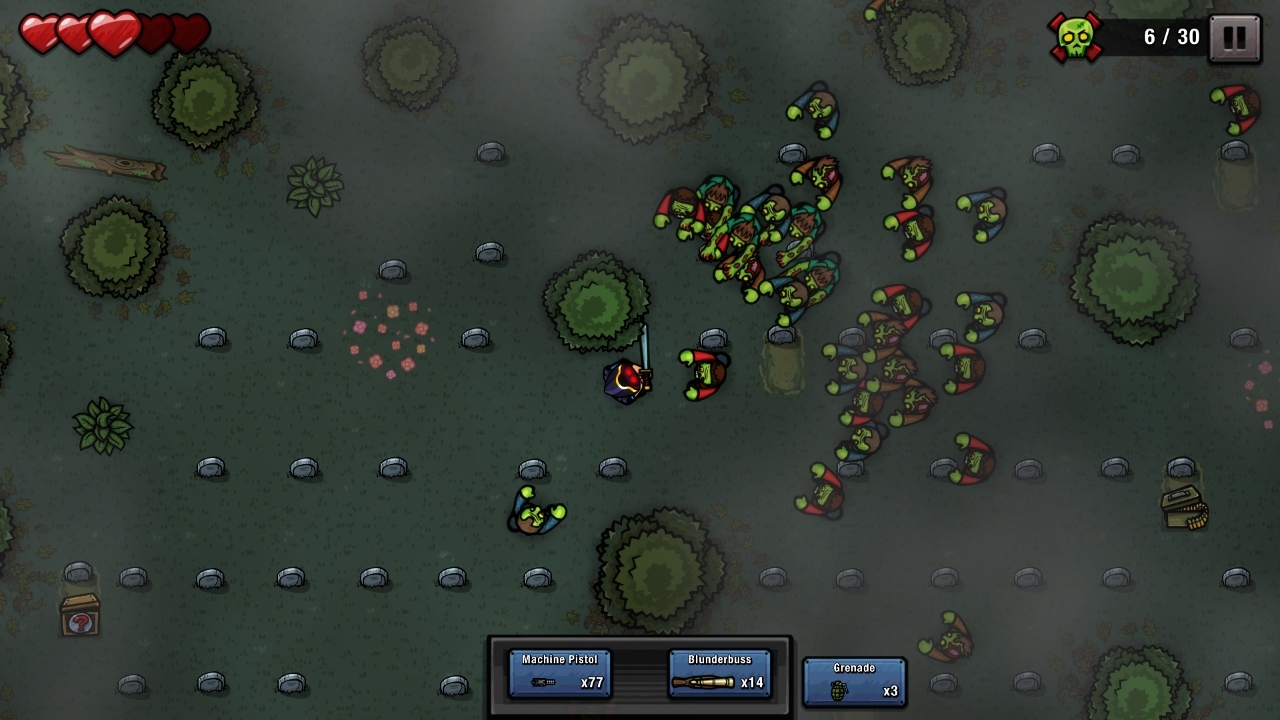 6 / 30
?
Machine Pistol
x77
Blunderbuss
x14
Grenade
x3